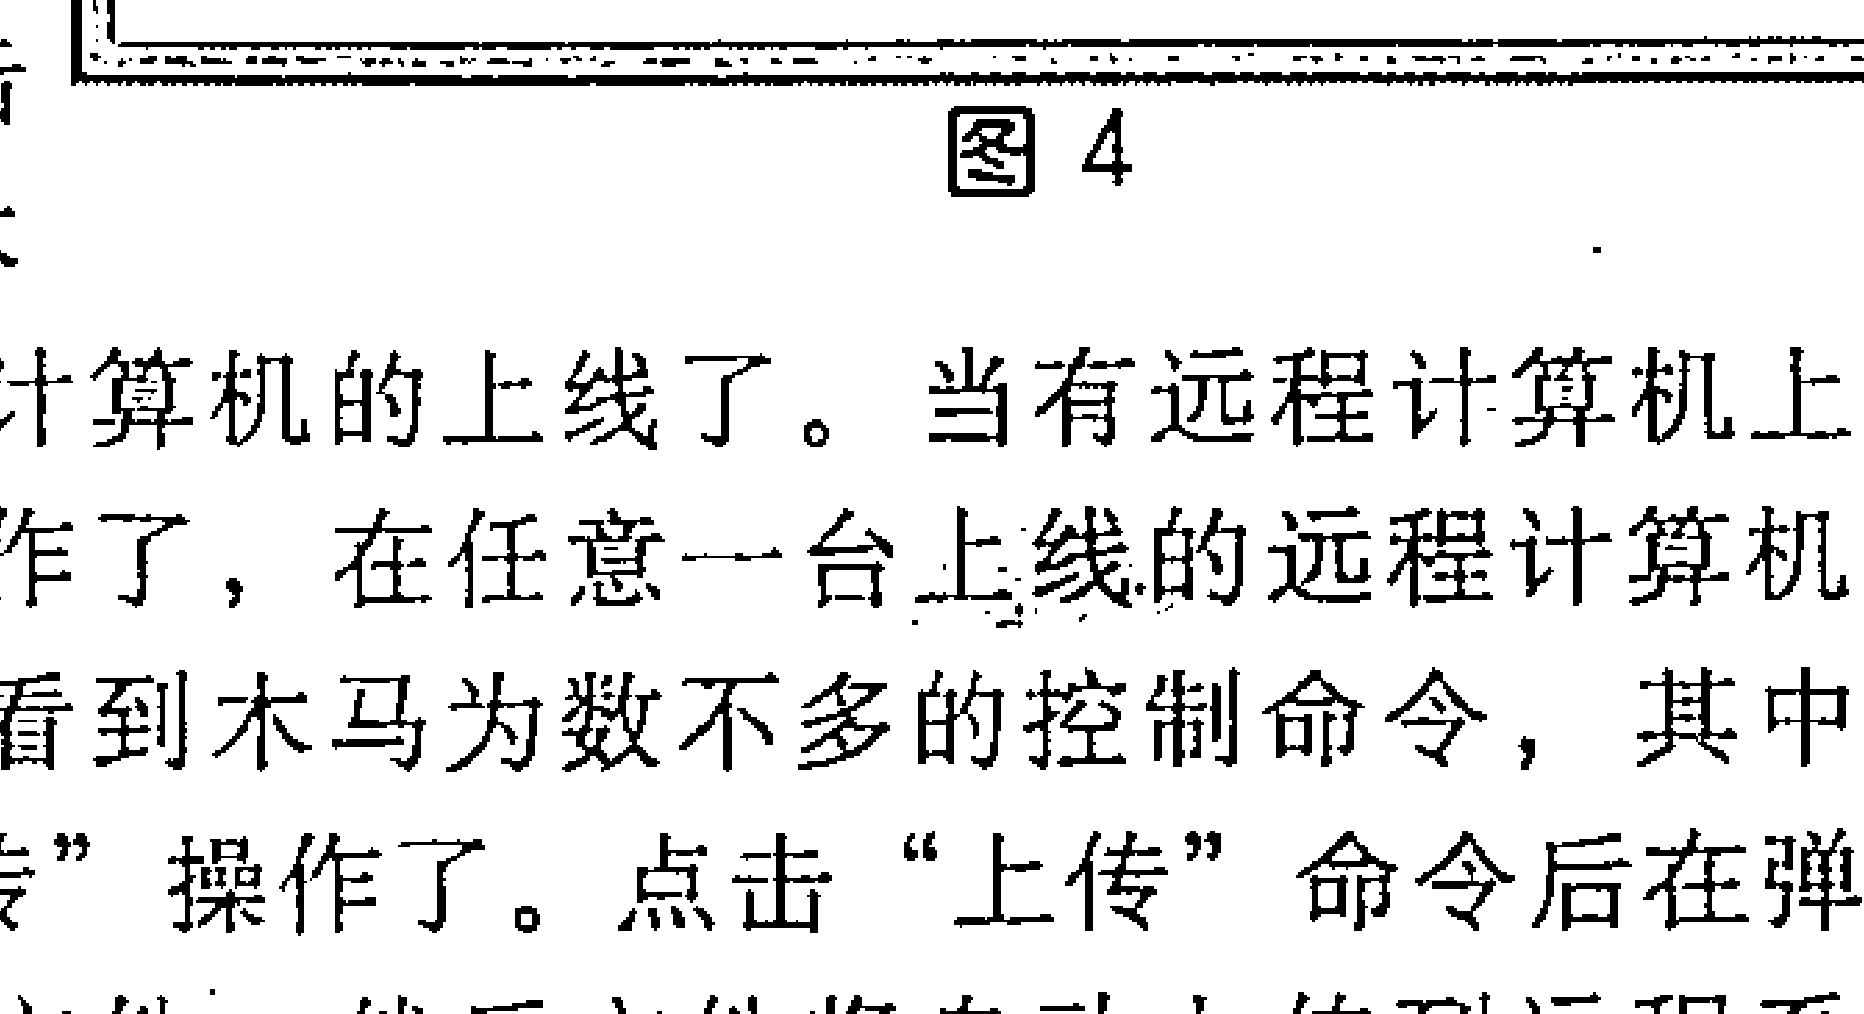 图 4
计算机的上线了。当有远程计算机上
作了，在任意一台上线的远程计算机
看到木马为数不多的控制命令，其中
传”操作了。点击“上传”命令后在弹